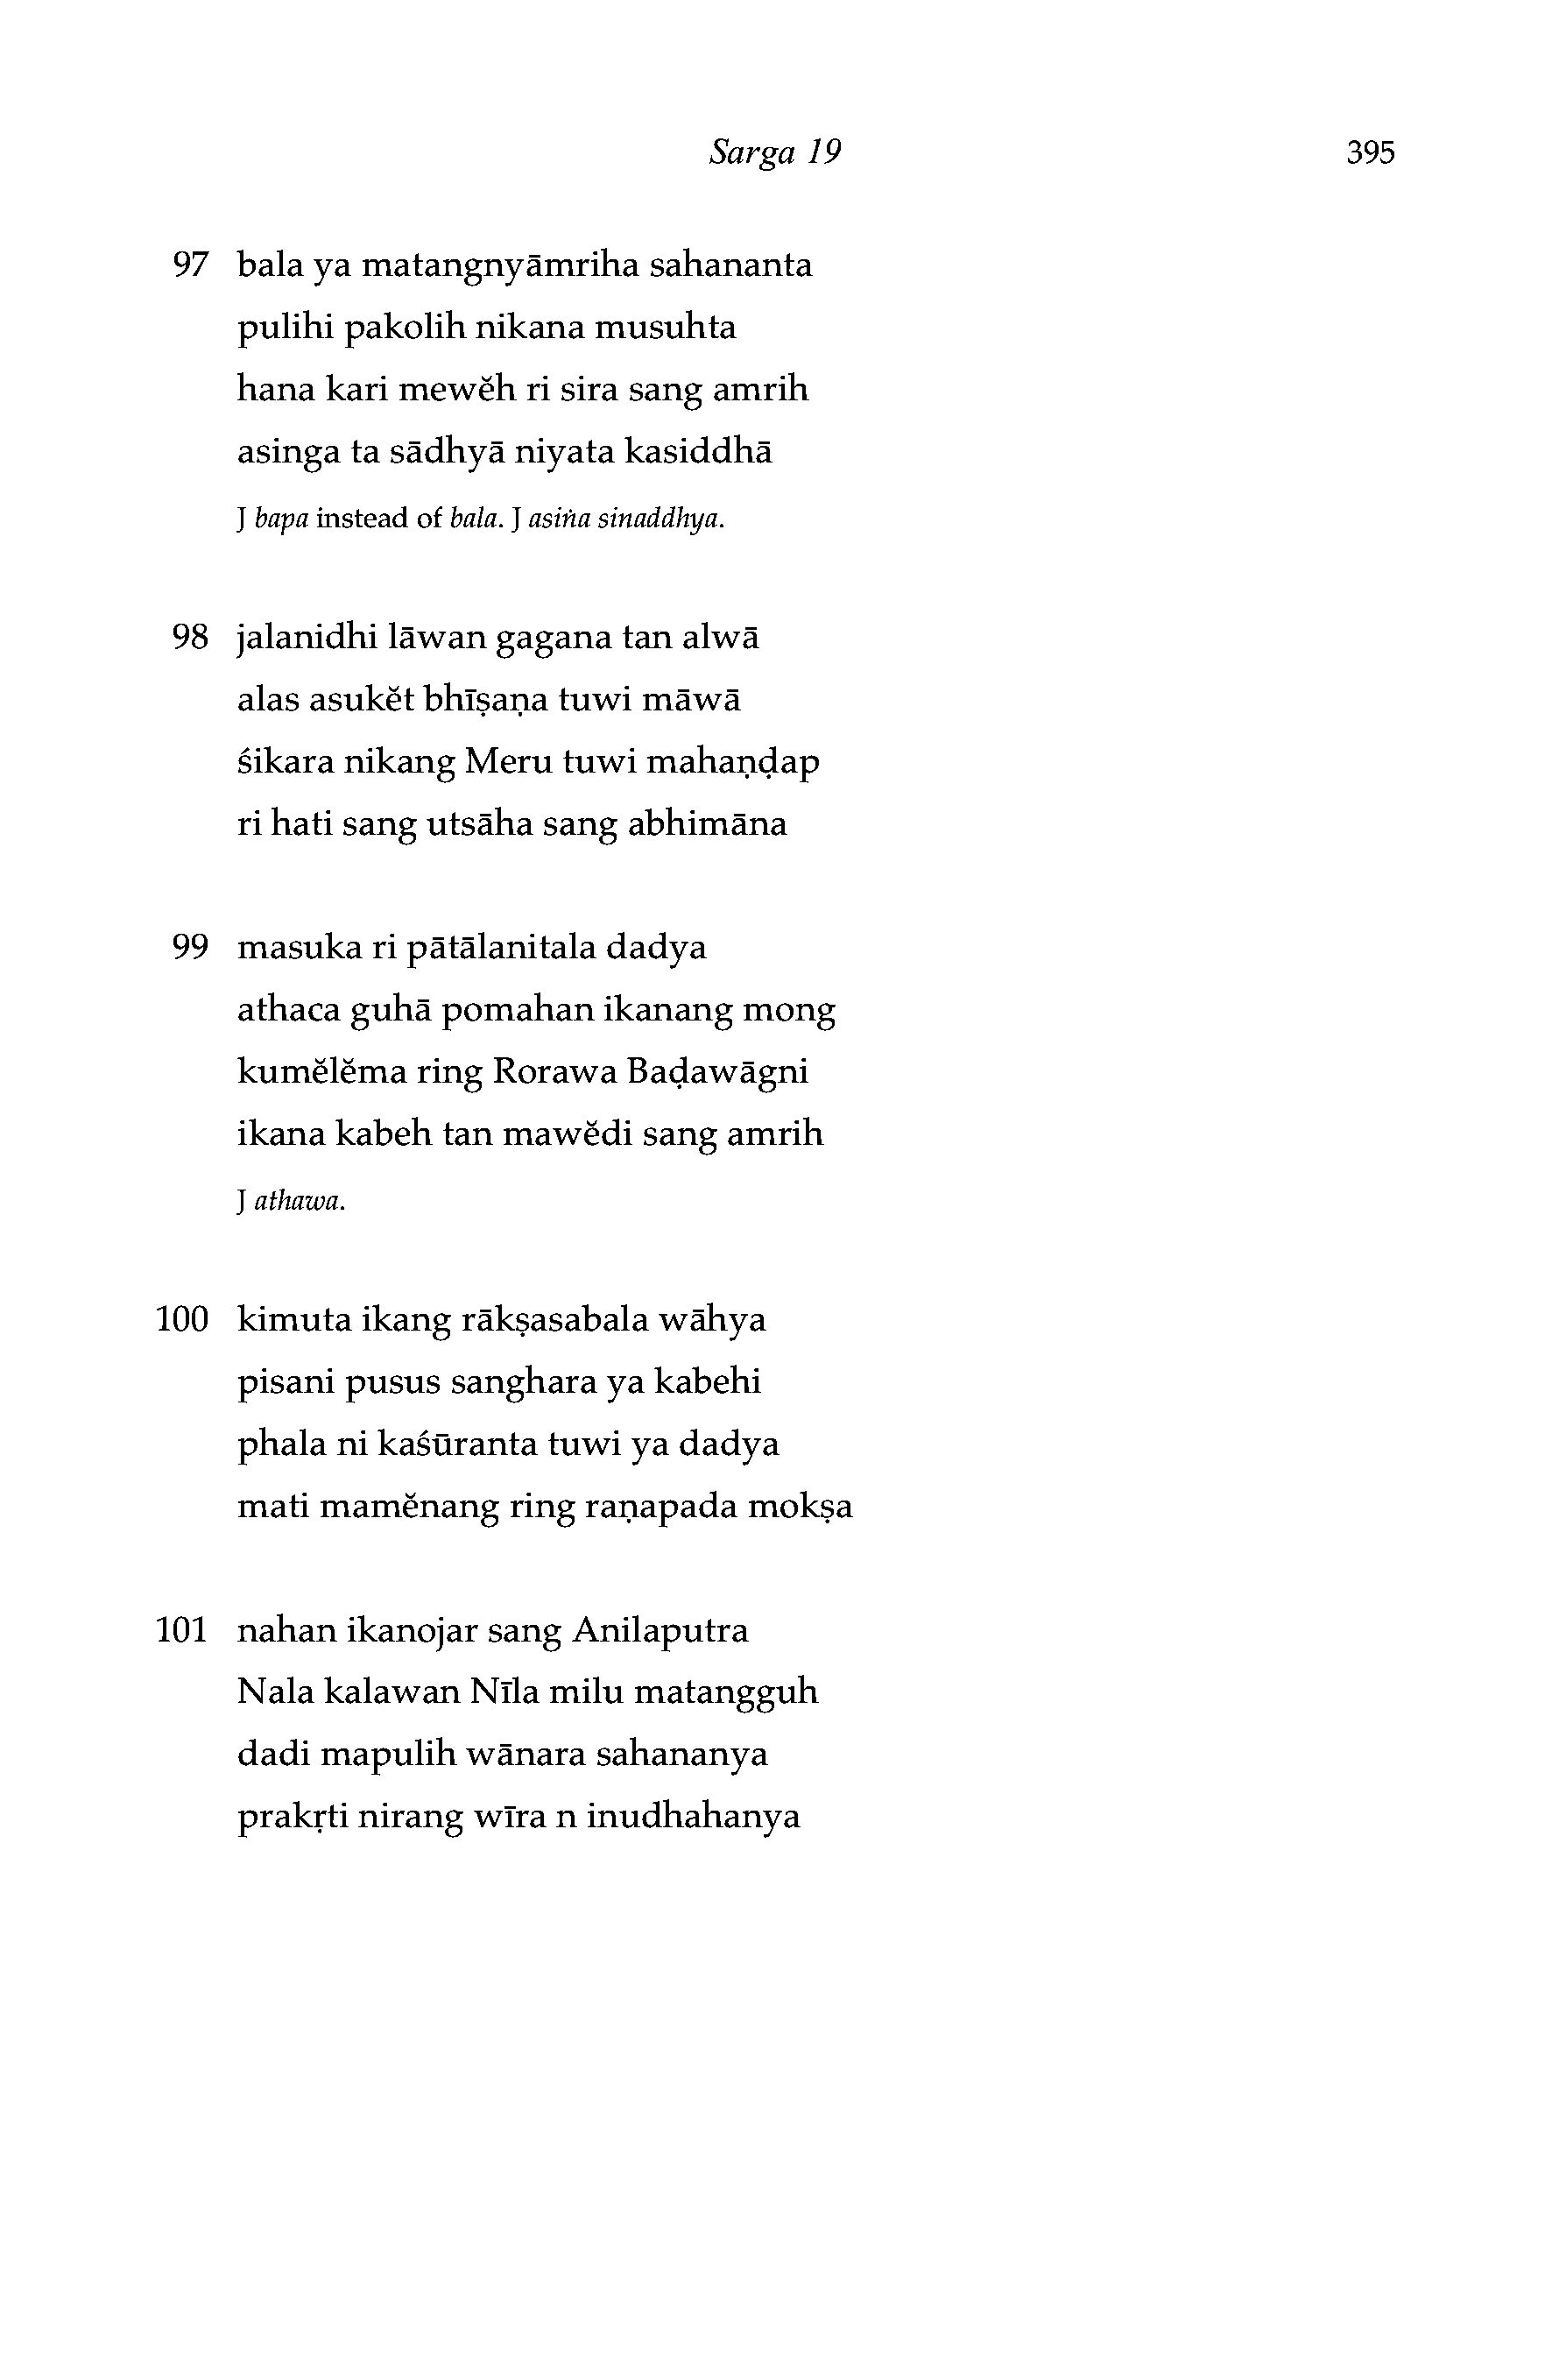 Sarga 19 395
97 bala ya matangnyāmriha sahananta
pulihi pakolih nikana musuhta
hana kari mewĕh ri sira sang amrih
asinga ta sādhyā niyata kasiddhā
J bapa instead of bala. J asiṅa sinaddhya.
98 jalanidhi lāwan gagana tan alwā
alas asukĕt bhīṣaṇa tuwi māwā
śikara nikang Meru tuwi mahaṇḍap
ri hati sang utsāha sang abhimāna
99 masuka ri pātālanitala dadya
athaca guhā pomahan ikanang mong
kumĕlĕma ring Rorawa Baḍawāgni
ikana kabeh tan mawĕdi sang amrih
J athawa.
100 kimuta ikang rākṣasabala wāhya
pisani pusus sanghara ya kabehi
phala ni kaśūranta tuwi ya dadya
mati mamĕnang ring raṇapada mokṣa
101 nahan ikanojar sang Anilaputra
Nala kalawan Nīla milu matangguh
dadi mapulih wānara sahananya
prakṛti nirang wīra n inudhahanya